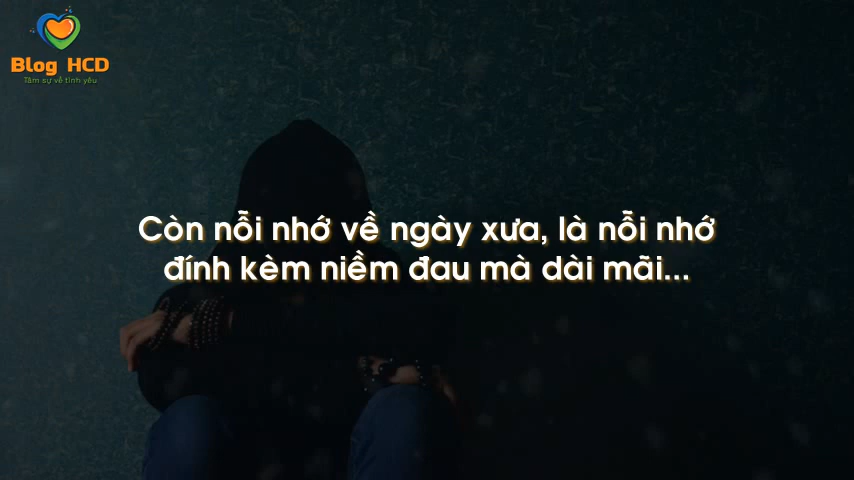 Blog HCD
Tâm sự về tình yêu
Còn nỗi nhớ về ngày xưa, là nỗi nhớ
đính kèm niềm đau mà dài mãi...